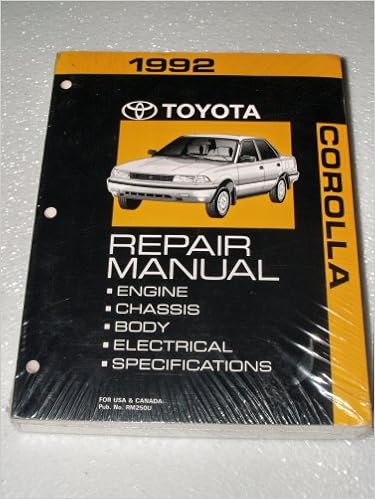 1992
TOYOTA
COROLLA
REPAIR
MANUAL
▪ ENGINE
▪ CHASSIS
▪ BODY
▪ ELECTRICAL
▪ SPECIFICATIONS
FOR USA & CANADA.
Pub. No. RM250U